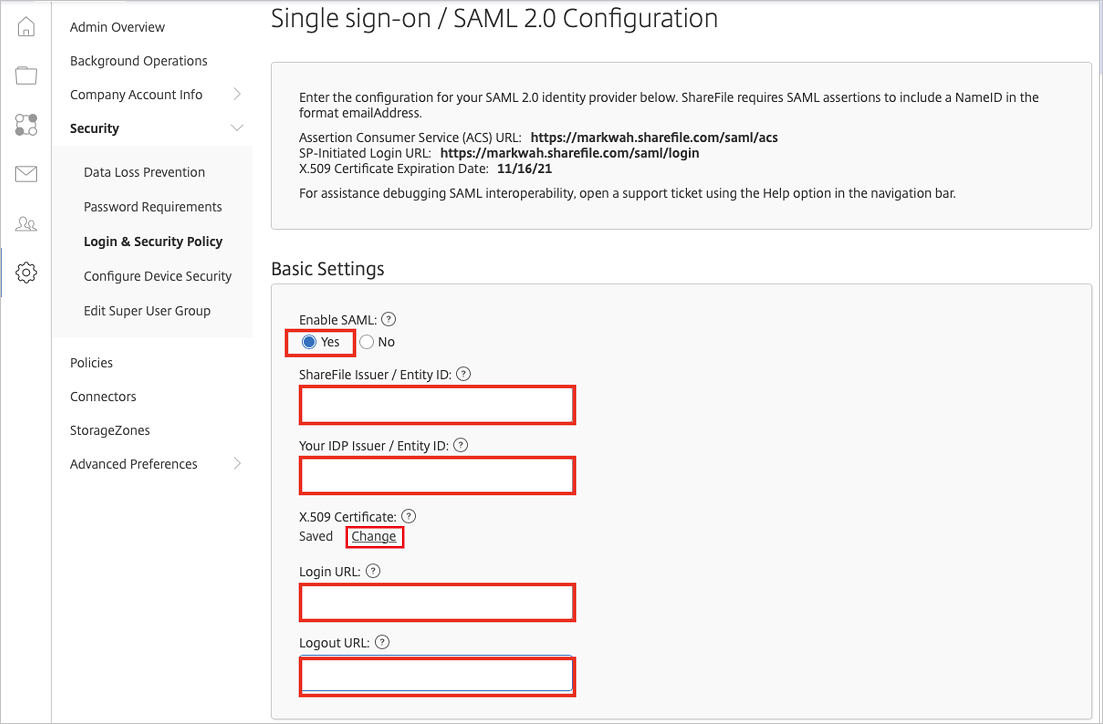 Single sign-on / SAML 2.0 Configuration
Admin Overview
Background Operations
Company Account Info
Security
Data Loss Prevention
Password Requirements
Login & Security Policy
Configure Device Security
Edit Super User Group
Policies
Connectors
StorageZones
Advanced Preferences
Enter the configuration for your SAML 2.0 identity provider below. ShareFile requires SAML assertions to include a NameID in the
format emailAddress.
Assertion Consumer Service (ACS) URL: https://markwah.sharefile.com/saml/acs
SP-Initiated Login URL: https://markwah.sharefile.com/saml/login
X.509 Certificate Expiration Date: 11/16/21
For assistance debugging SAML interoperability, open a support ticket using the Help option in the navigation bar.
Basic Settings
Enable SAML: ?
Yes No
ShareFile Issuer / Entity ID: ?
Your IDP Issuer / Entity ID: ?
X.509 Certificate: ?
Saved Change
Login URL: ?
Logout URL: ?